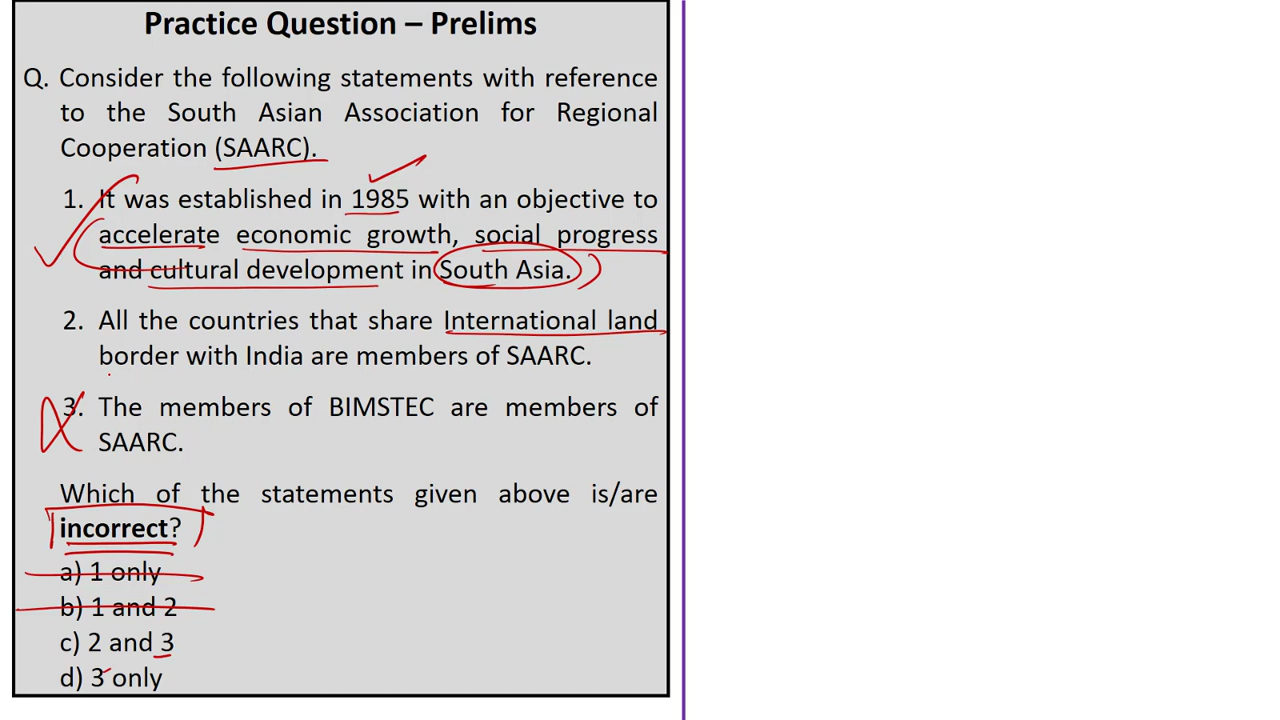 Practice Question – Prelims
Q. Consider the following statements with reference
to the South Asian Association for Regional
Cooperation (SAARC).
1. It was established in 1985 with an objective to
accelerate economic growth, social progress
and cultural development in South Asia.
2. All the countries that share International land
border with India are members of SAARC.
3. The members of BIMSTEC are members of
SAARC.
Which of the statements given above is/are
incorrect?
a) 1 only
b) 1 and 2
c) 2 and 3
d) 3 only